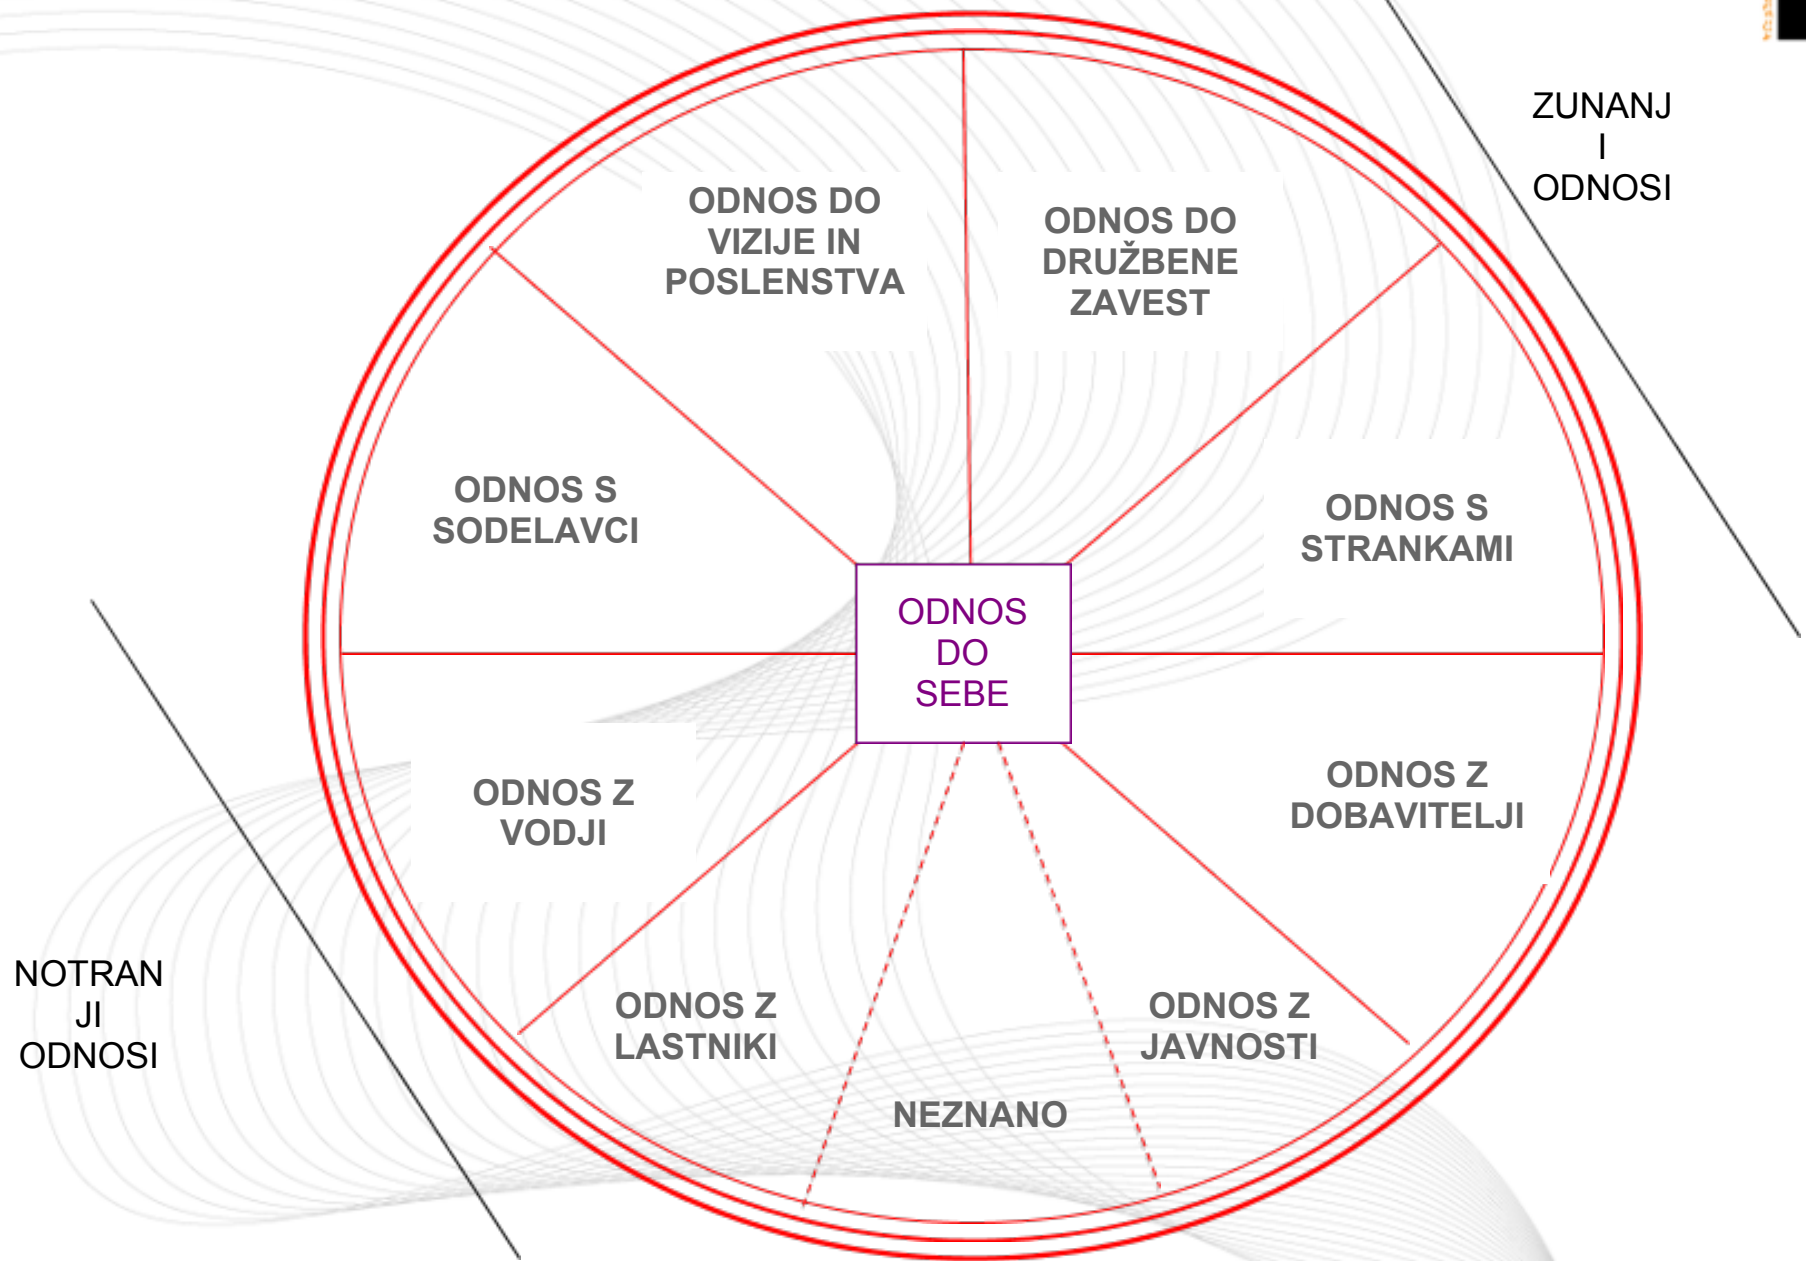 ZUNANJ
I
ODNOSI
ODNOS DO
VIZIJE IN
POSLENSTVA
ODNOS DO
DRUŽBENE
ZAVEST
ODNOS S
SODELAVCI
ODNOS S
STRANKAMI
ODNOS
DO
SEBE
ODNOS Z
VODJI
ODNOS Z
DOBAVITELJI
NOTRAN
JI
ODNOSI
ODNOS Z
LASTNIKI
ODNOS Z
JAVNOSTI
NEZNANO